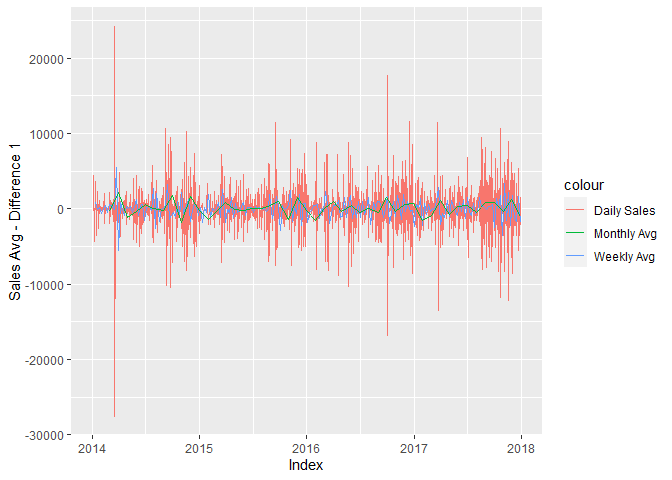 20000
10000
0
-10000
-20000
-30000
Sales Avg - Difference 1
2014
2015
2016
2017
2018
Index
colour
Daily Sales
Monthly Avg
Weekly Avg